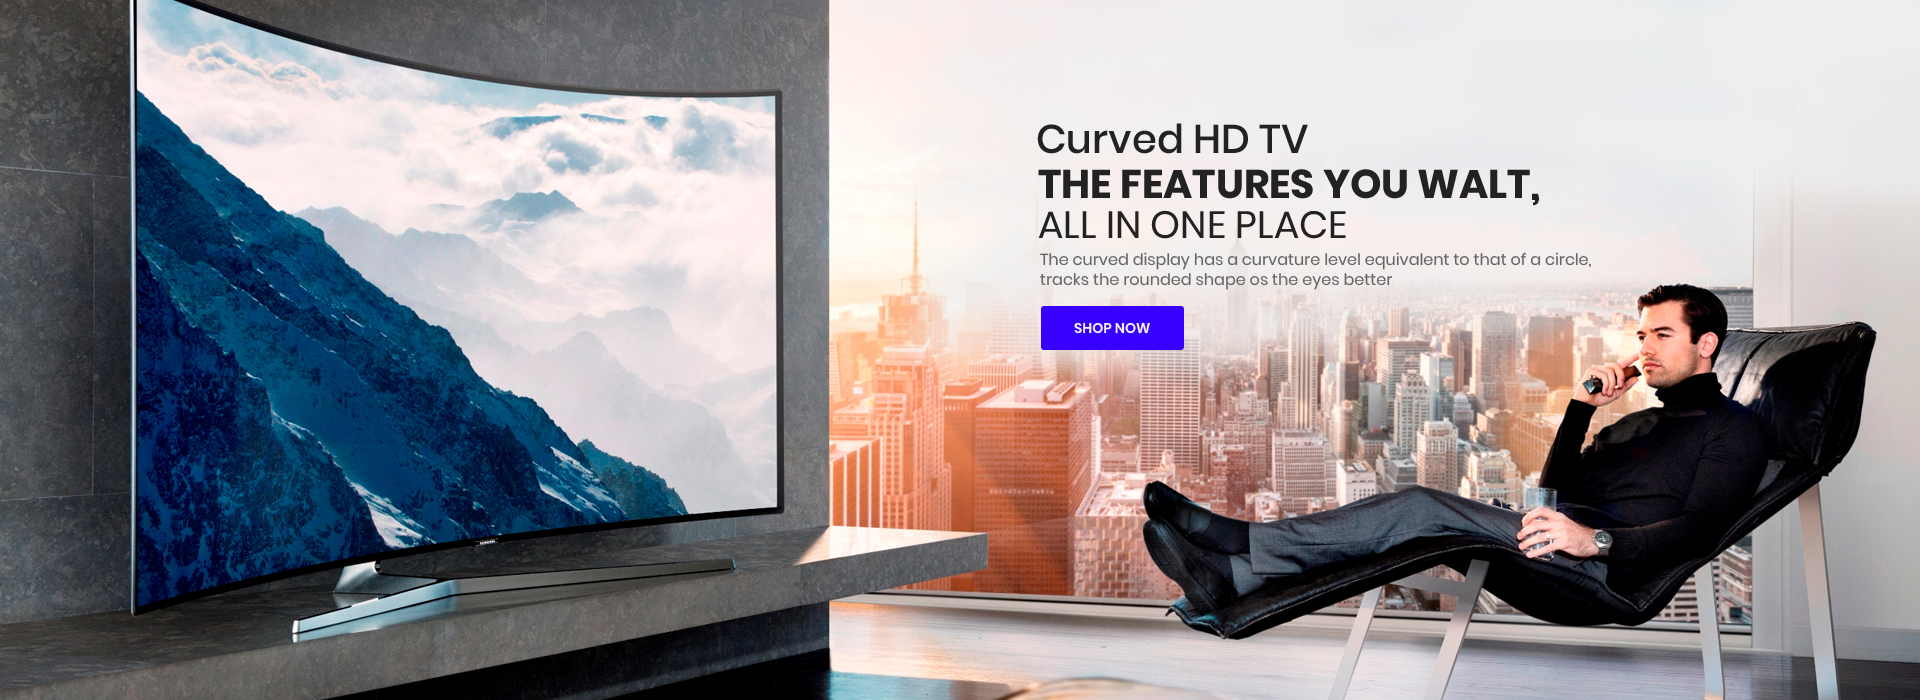 Curved HD TV
THE FEATURES YOU WALT,
ALL IN ONE PLACE
The curved display has a curvature level equivalent to that of a circle,
tracks the rounded shape os the eyes better
SHOP NOW
SAMSUNG